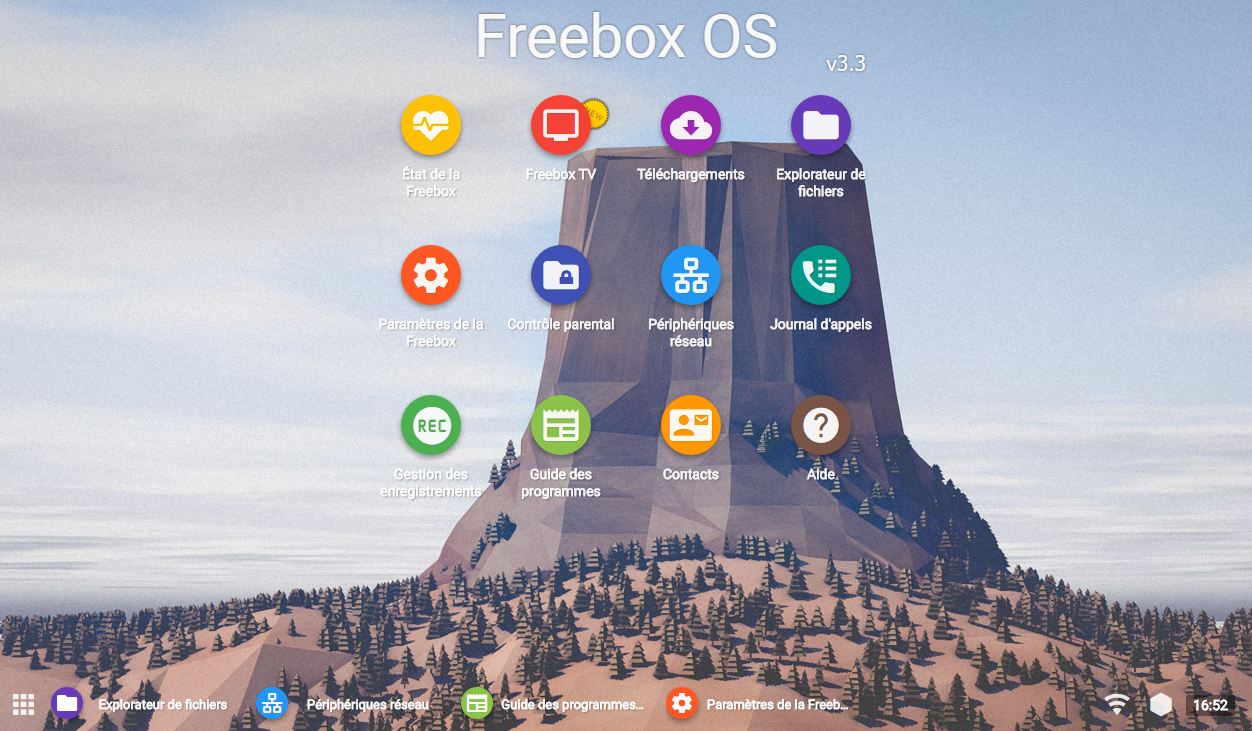 Freebox OS
v3.3
NEW
État de la
Freebox
Freebox TV
Téléchargements
Explorateur de
fichiers
Paramètres de la
Freebox
Contrôle parental
Périphériques
réseau
Journal d'appels
REC
Gestion des
enregistrements
Guide des
programmes
Contacts
Aide
Explorateur de fichiers
Périphériques réseau
Guide des programmes...
Paramètres de la Freeb...
16:52